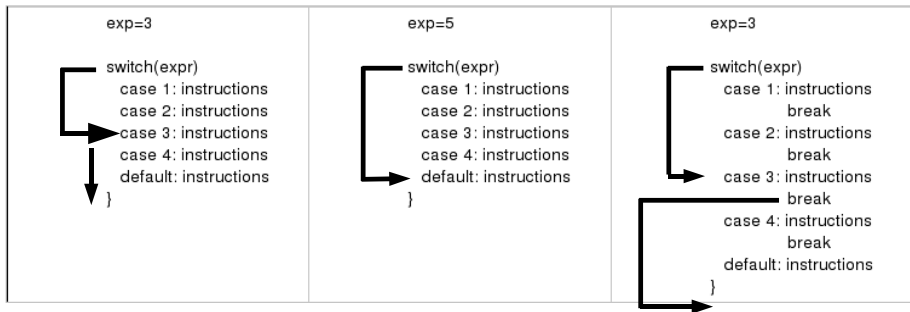 exp=3
switch(expr)
case 1: instructions
case 2: instructions
case 3: instructions
case 4: instructions
default: instructions
}
exp=5
switch(expr)
case 1: instructions
case 2: instructions
case 3: instructions
case 4: instructions
default: instructions
}
exp=3
switch(expr)
case 1: instructions
break
case 2: instructions
break
case 3: instructions
break
case 4: instructions
break
default: instructions
}